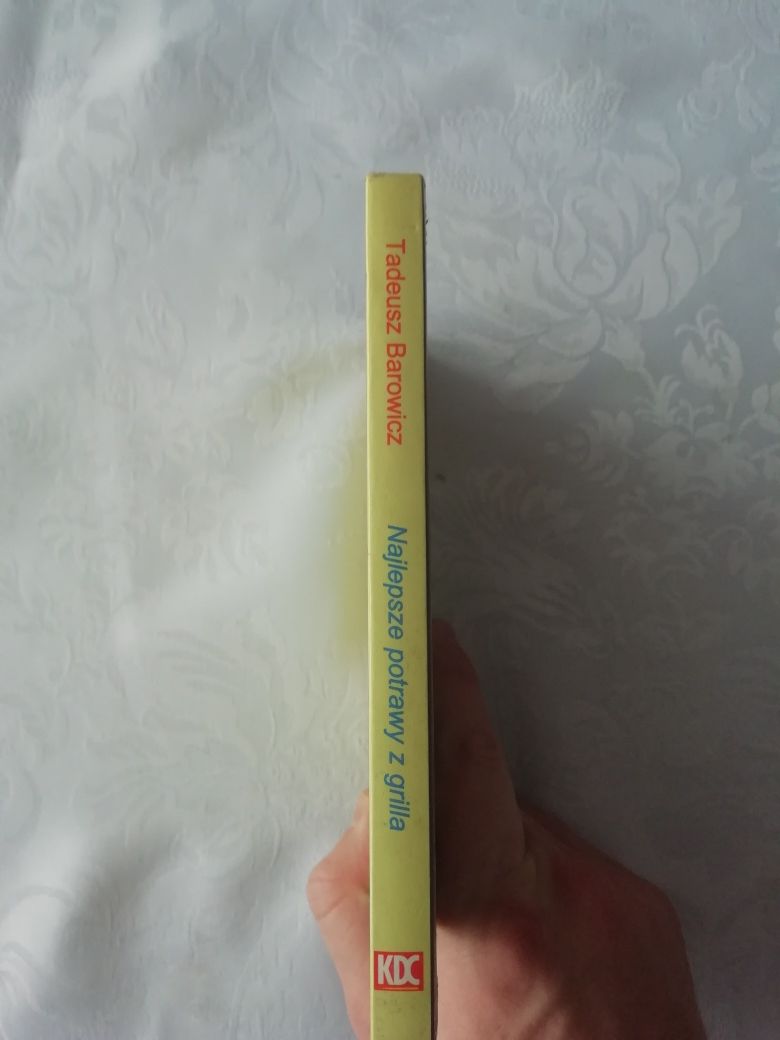 Tadeusz Barowicz
Najlepsze potrawy z grilla
KDC